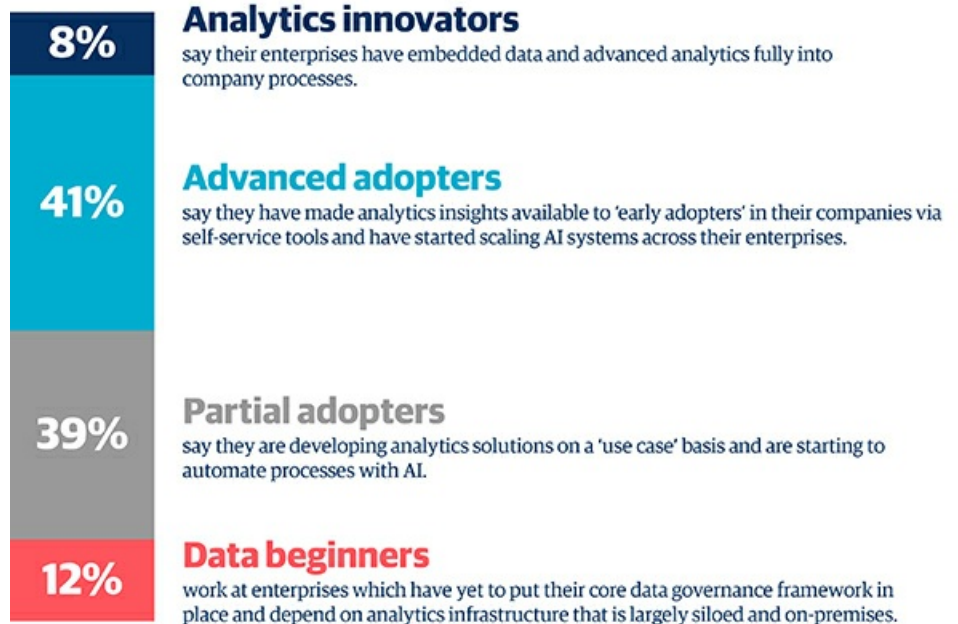 8%
Analytics innovators
say their enterprises have embedded data and advanced analytics fully into
company processes.
41%
Advanced adopters
say they have made analytics insights available to ‘early adopters’ in their companies via
self-service tools and have started scaling AI systems across their enterprises.
39%
Partial adopters
say they are developing analytics solutions on a ‘use case’ basis and are starting to
automate processes with AI.
12%
Data beginners
work at enterprises which have yet to put their core data governance framework in
place and depend on analytics infrastructure that is largely siloed and on-premises.